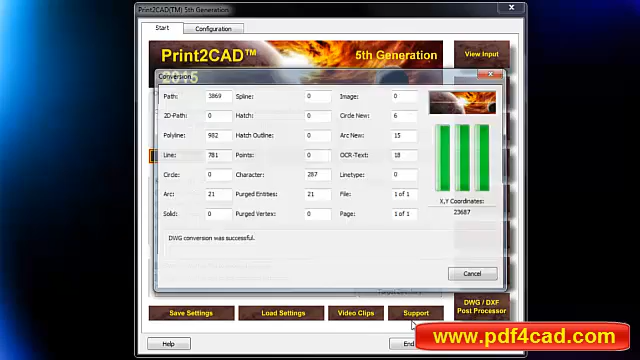 Print2CAD(TM) 5th Generation
Start Configuration
Print2CAD™ 5th Generation View Input
2015
Conversion
Path: 3869 Spline: 0 Image: 0
2D-Path: 0 Hatch: 0 Circle New: 6
Polyline: 982 Hatch Outline: 0 Arc New: 15
Line: 781 Points: 0 OCR-Text: 18
Circle: 0 Character: 287 Linetype: 0
Arc: 21 Purged Entities: 21 File: 1 of 1
Solid: 0 Purged Vertex: 0 Page: 1 of 1
X,Y Coordinates:
23687
DWG conversion was successful.
Cancel
Target Directory
Save Settings Load Settings Video Clips Support DWG / DXF
Post Processor
Help End
www.pdf4cad.com